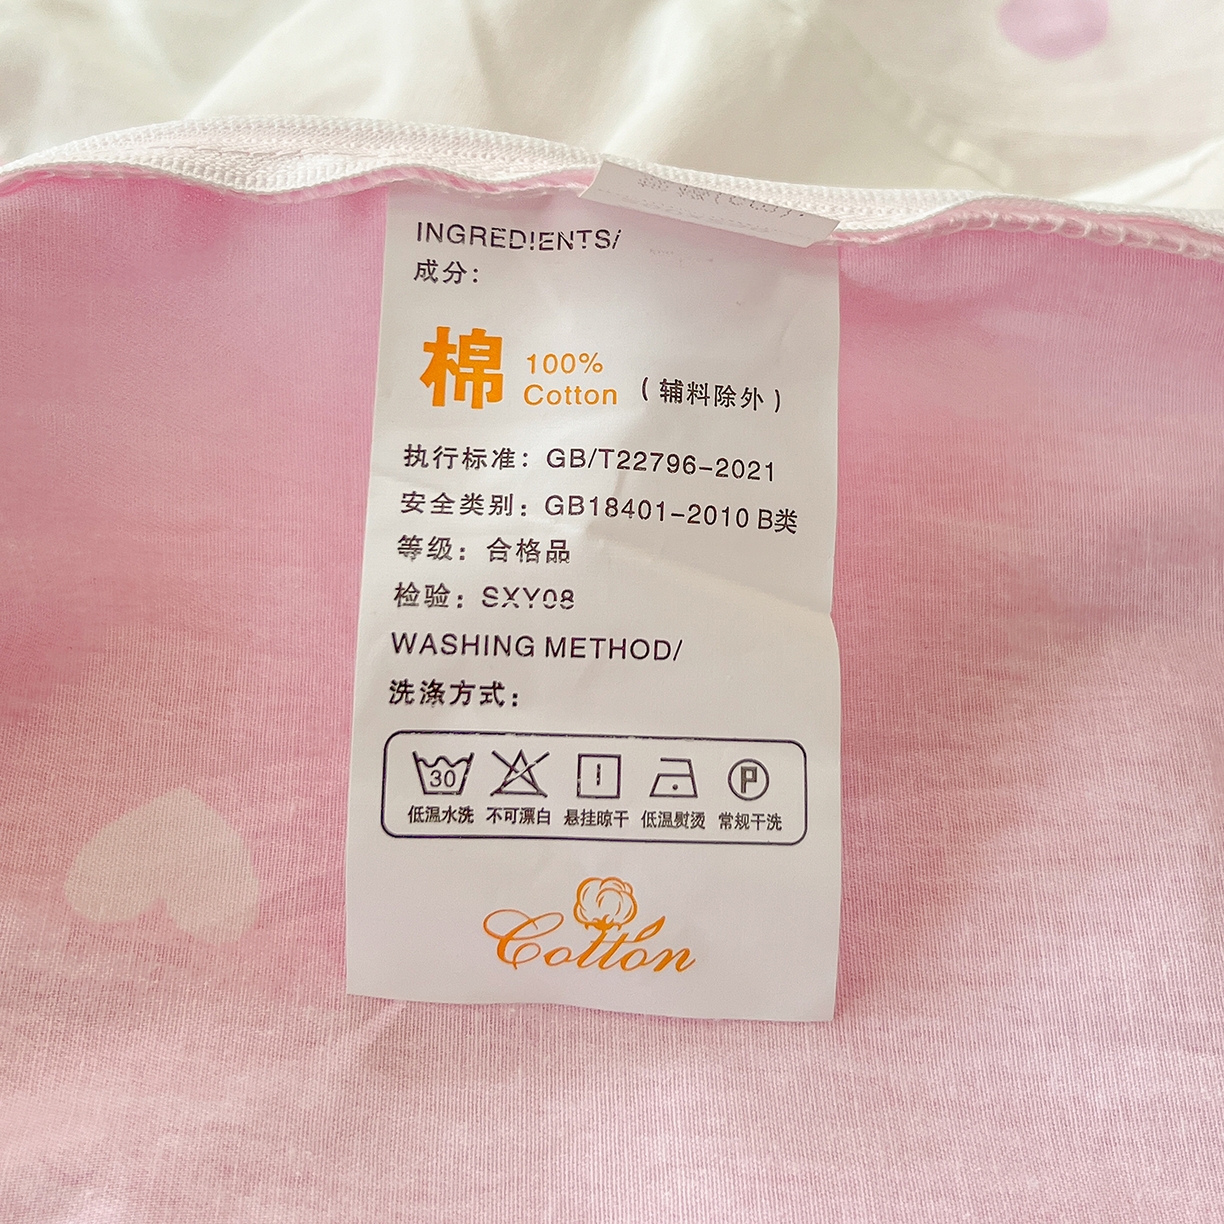 INGREDIENTS/
成分：
棉 100% Cotton （辅料除外）
执行标准：GB/T22796-2021
安全类别：GB18401-2010 B类
等级：合格品
检验：SXY08
WASHING METHOD/
洗涤方式：
30
P
低温水洗 不可漂白 悬挂晾干 低温熨烫 常规干洗
Cotton